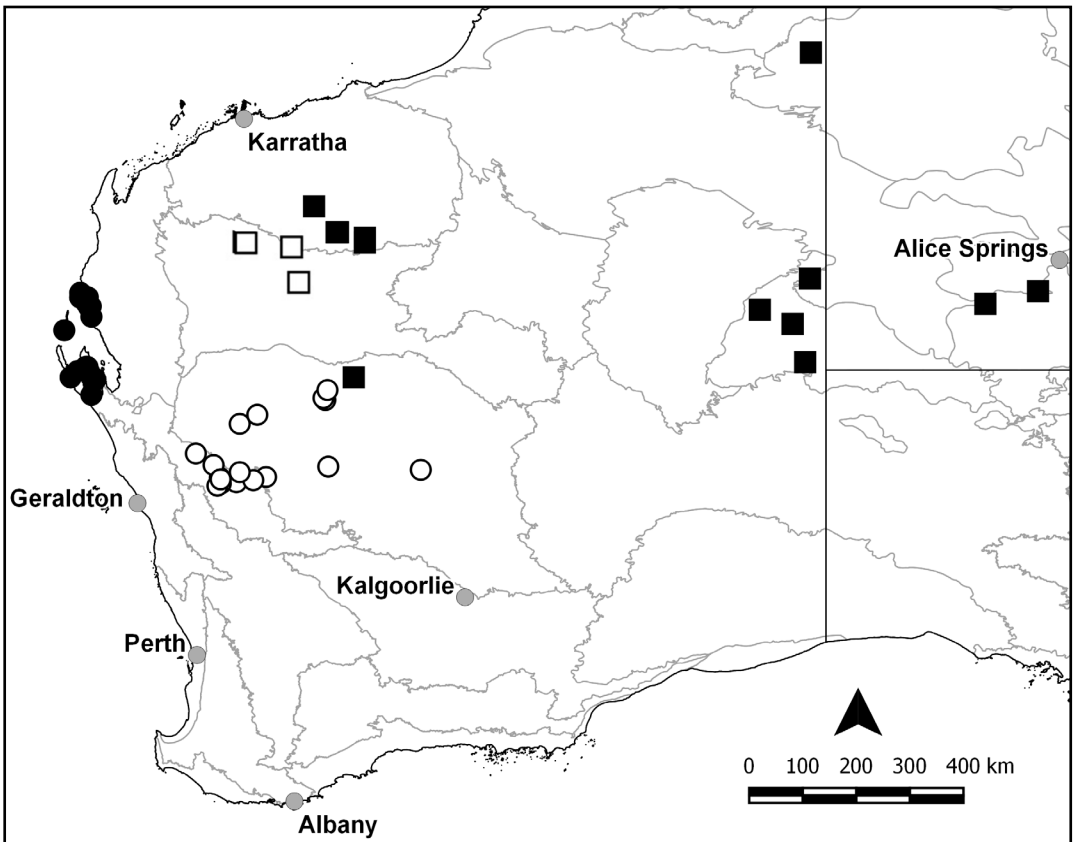 Karratha
Alice Springs
Geraldton
Kalgoorlie
Perth
0 100 200 300 400 km
Albany